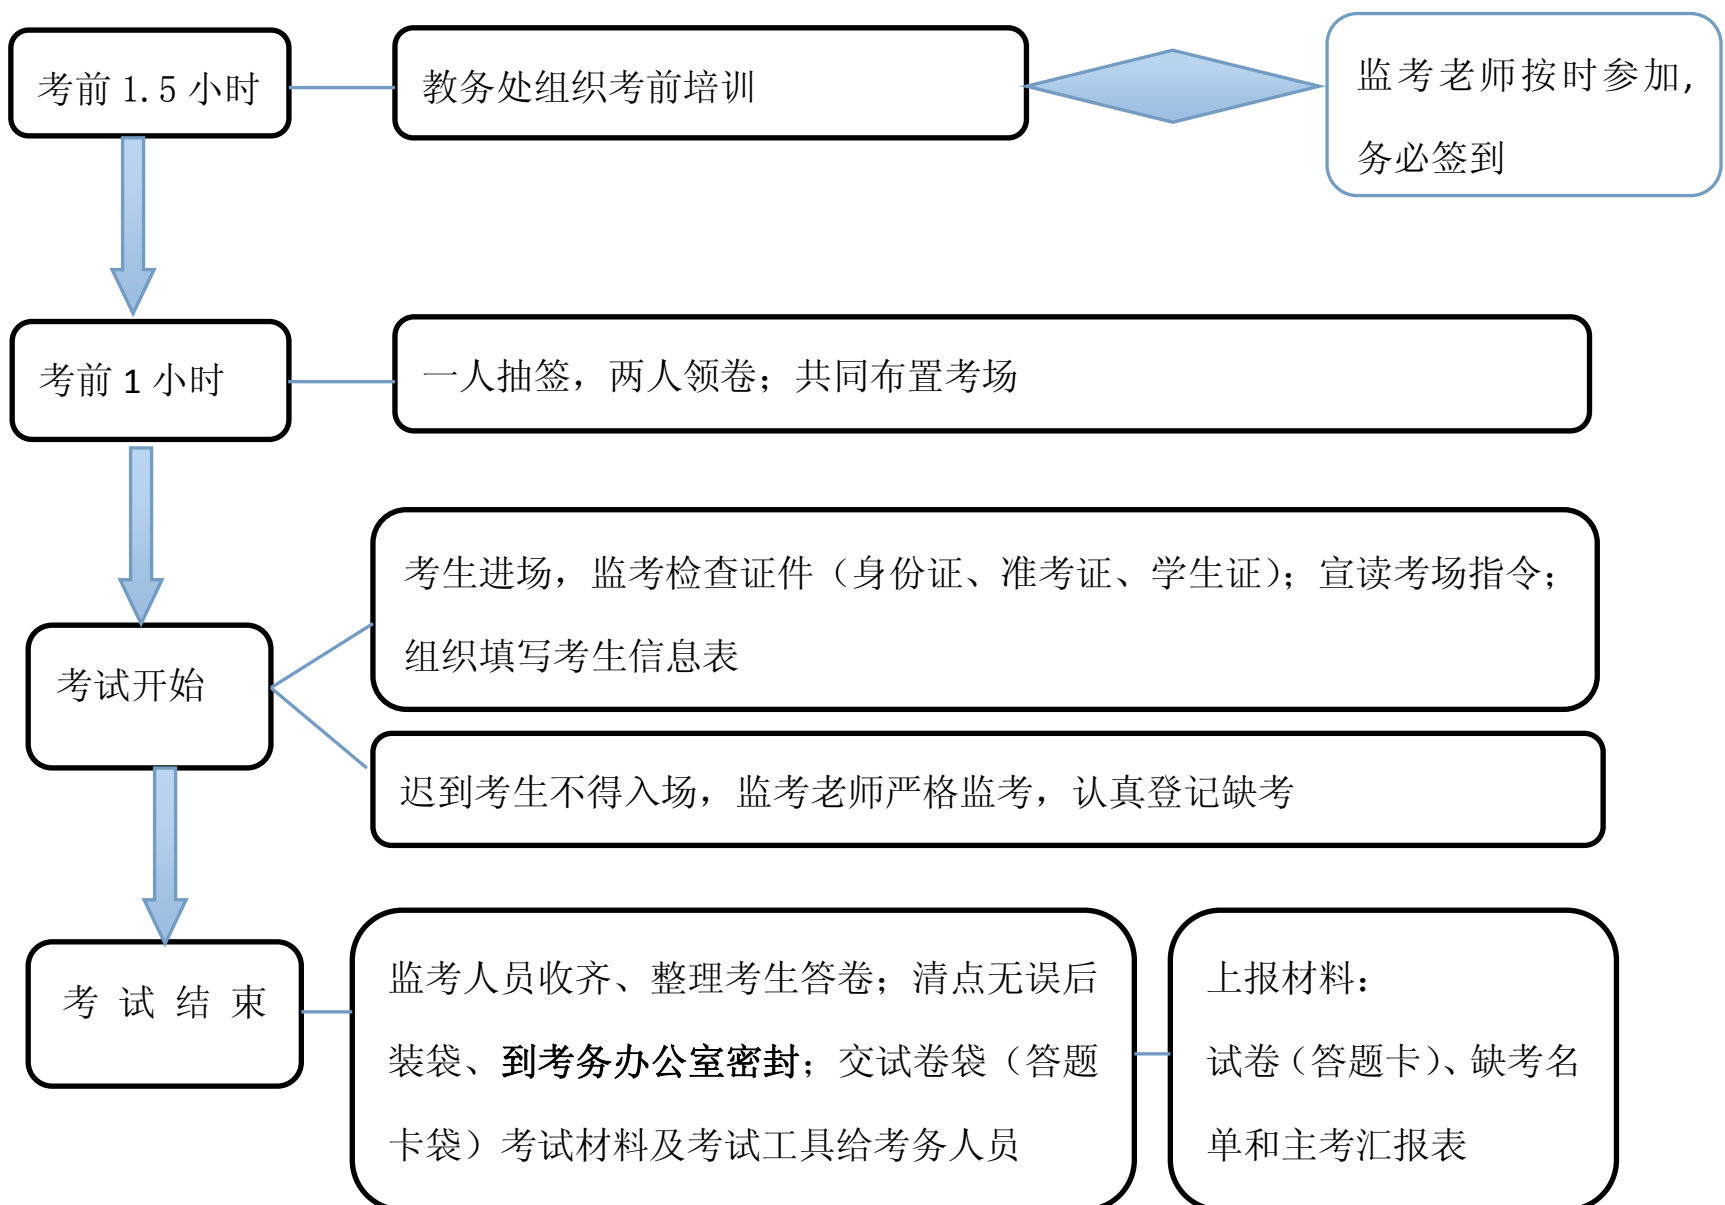 考前 1.5 小时
教务处组织考前培训
监考老师按时参加,
务必签到
考前 1 小时
一人抽签，两人领卷；共同布置考场
考生进场，监考检查证件（身份证、准考证、学生证）；宣读考场指令；
组织填写考生信息表
考试开始
迟到考生不得入场，监考老师严格监考，认真登记缺考
考 试 结 束
监考人员收齐、整理考生答卷；清点无误后
装袋、到考务办公室密封；交试卷袋（答题
卡袋）考试材料及考试工具给考务人员
上报材料：
试卷（答题卡）、缺考名
单和主考汇报表